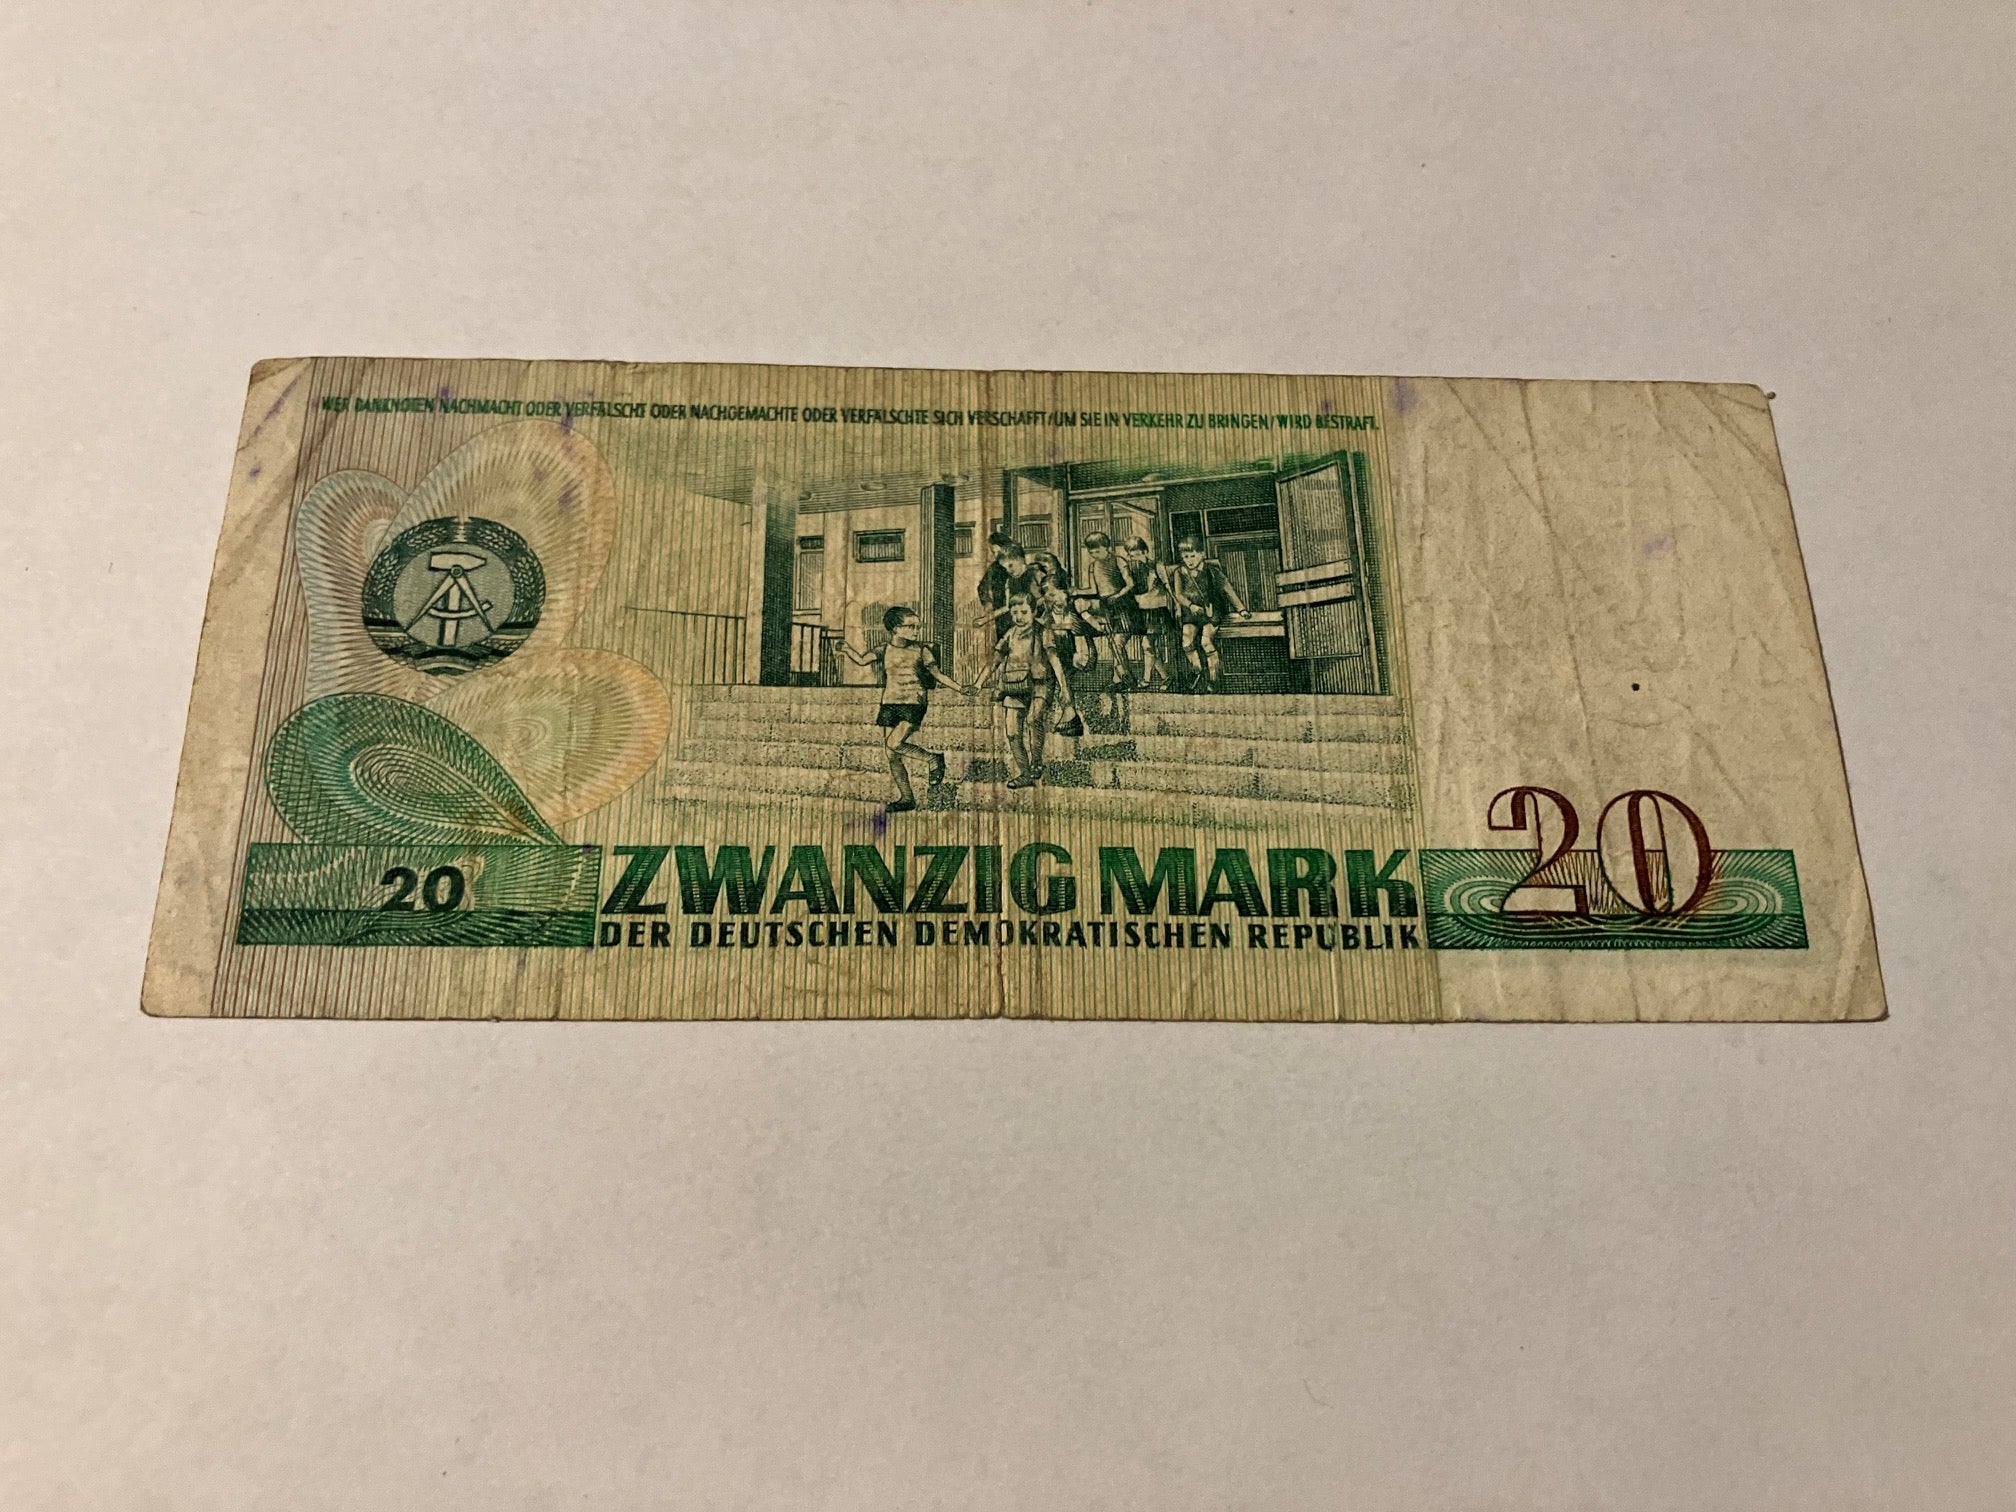 WER BANKNOTEN NACHMACHT ODER VERFÄLSCHT ODER NACHGEMACHTE ODER VERFÄLSCHTE SICH VERSCHAFFT/UM SIE IN VERKEHR ZU BRINGEN/WIRD BESTRAFT.
20 ZWANZIG MARK 20
DER DEUTSCHEN DEMOKRATISCHEN REPUBLIK